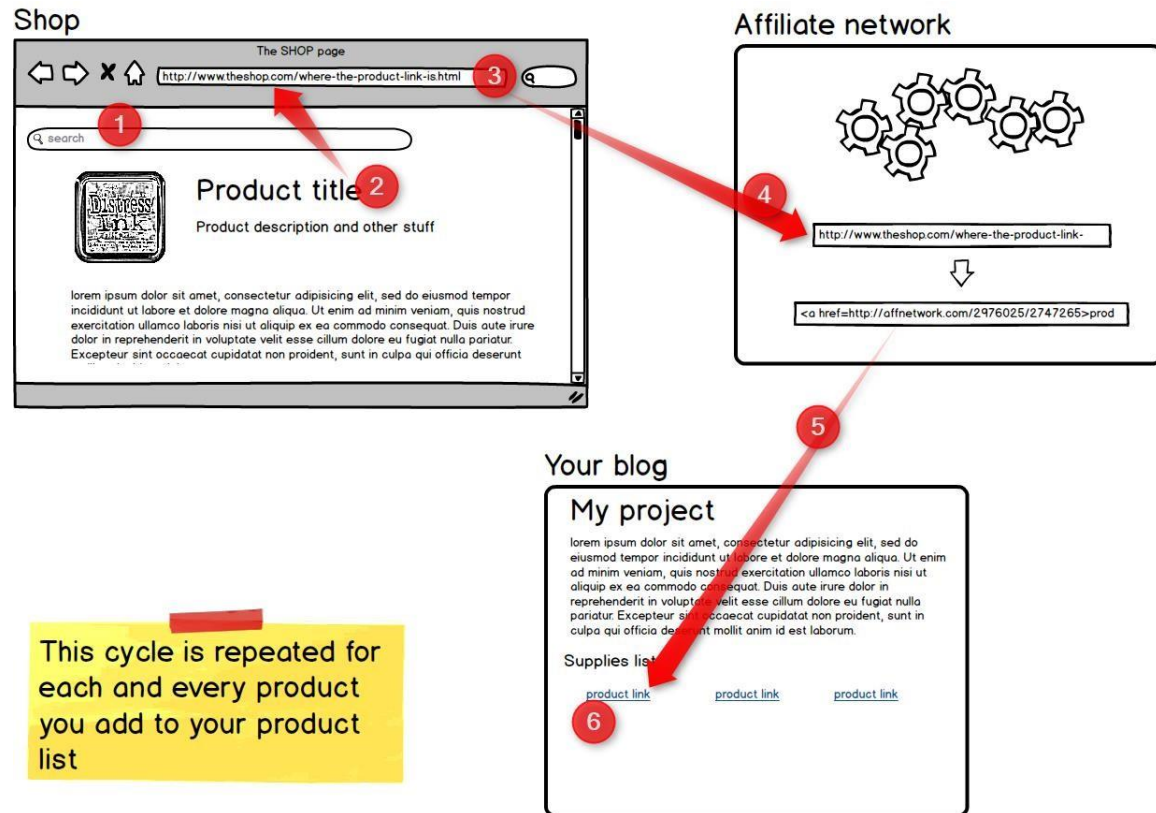 Shop
The SHOP page
http://www.theshop.com/where-the-product-link-is.html
3
1
search
2
Distress
Ink
Product title
Product description and other stuff
lorem ipsum dolor sit amet, consectetur adipisicing elit, sed do eiusmod tempor
incididunt ut labore et dolore magna aliqua. Ut enim ad minim veniam, quis nostrud
exercitation ullamco laboris nisi ut aliquip ex ea commodo consequat. Duis aute irure
dolor in reprehenderit in voluptate velit esse cillum dolore eu fugiat nulla pariatur.
Excepteur sint occaecat cupidatat non proident, sunt in culpa qui officia deserunt
Affiliate network
4
http://www.theshop.com/where-the-product-link-
<a href=http://affnetwork.com/2976025/2747265>prod
5
Your blog
My project
lorem ipsum dolor sit amet, consectetur adipisicing elit, sed do
eiusmod tempor incididunt ut labore et dolore magna aliqua. Ut enim
ad minim veniam, quis nostrud exercitation ullamco laboris nisi ut
aliquip ex ea commodo consequat. Duis aute irure dolor in
reprehenderit in voluptate velit esse cillum dolore eu fugiat nulla
pariatur. Excepteur sint occaecat cupidatat non proident, sunt in
culpa qui officia deserunt mollit anim id est laborum.
Supplies list
product link product link product link
6
This cycle is repeated for
each and every product
you add to your product
list